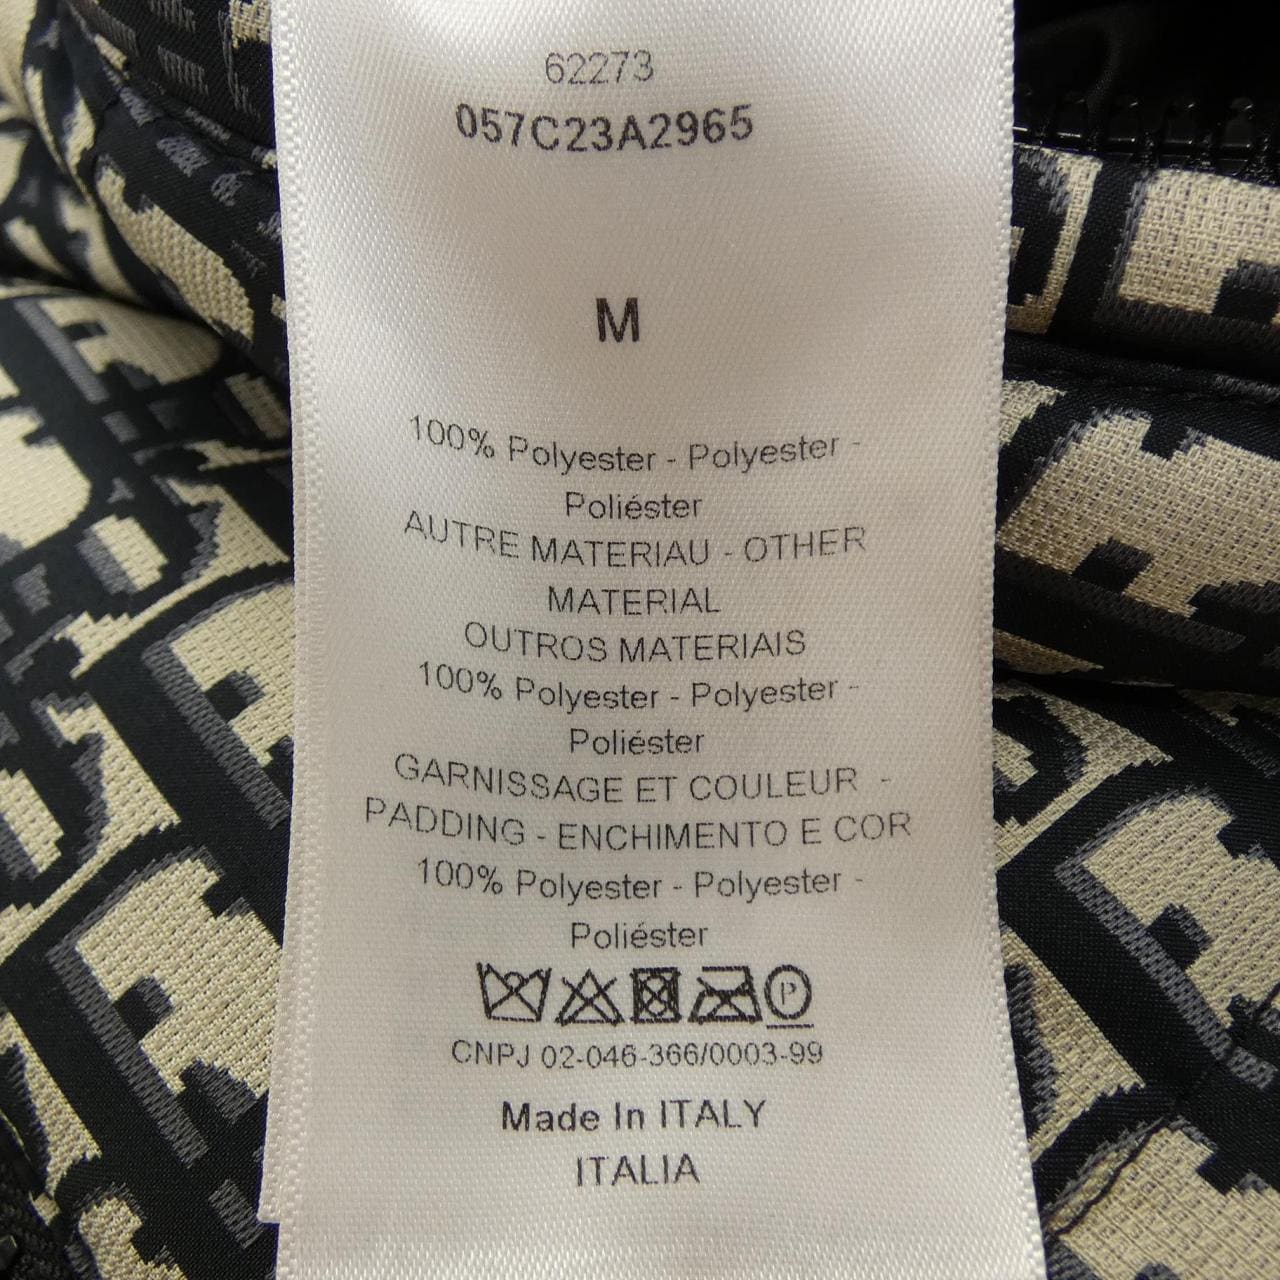 62273
057C23A2965
M
100% Polyester - Polyester -
Poliéster
AUTRE MATERIAU - OTHER
MATERIAL
OUTROS MATERIAIS
100% Polyester - Polyester -
Poliéster
GARNISSAGE ET COULEUR -
PADDING - ENCHIMENTO E COR
100% Polyester - Polyester -
Poliéster
P
CNPJ 02-046-366/0003-99
Made In ITALY
ITALIA